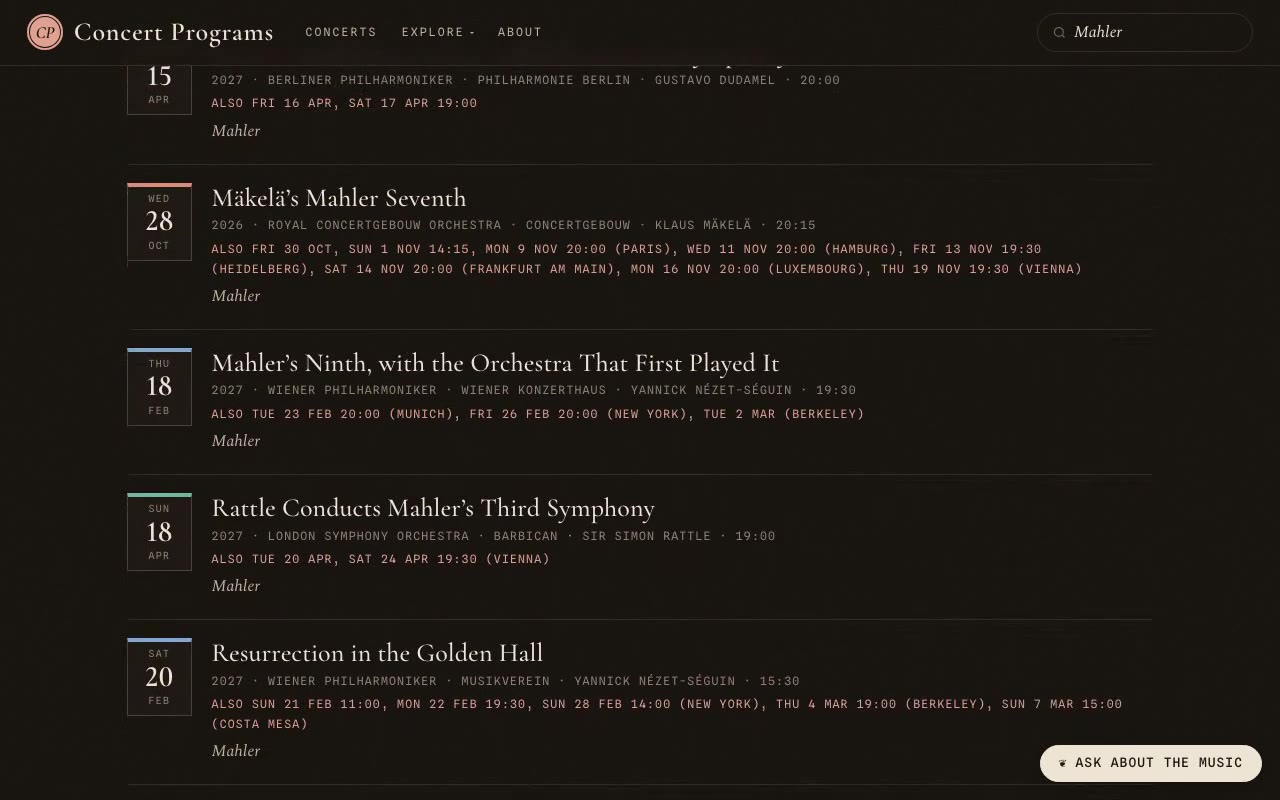 CP Concert Programs CONCERTS EXPLORE ABOUT Mahler
15
APR
2027 · BERLINER PHILHARMONIKER · PHILHARMONIE BERLIN · GUSTAVO DUDAMEL · 20:00
ALSO FRI 16 APR, SAT 17 APR 19:00
Mahler
WED
28
OCT
Mäkelä’s Mahler Seventh
2026 · ROYAL CONCERTGEBOUW ORCHESTRA · CONCERTGEBOUW · KLAUS MÄKELÄ · 20:15
ALSO FRI 30 OCT, SUN 1 NOV 14:15, MON 9 NOV 20:00 (PARIS), WED 11 NOV 20:00 (HAMBURG), FRI 13 NOV 19:30
(HEIDELBERG), SAT 14 NOV 20:00 (FRANKFURT AM MAIN), MON 16 NOV 20:00 (LUXEMBOURG), THU 19 NOV 19:30 (VIENNA)
Mahler
THU
18
FEB
Mahler’s Ninth, with the Orchestra That First Played It
2027 · WIENER PHILHARMONIKER · WIENER KONZERTHAUS · YANNICK NÉZET-SÉGUIN · 19:30
ALSO TUE 23 FEB 20:00 (MUNICH), FRI 26 FEB 20:00 (NEW YORK), TUE 2 MAR (BERKELEY)
Mahler
SUN
18
APR
Rattle Conducts Mahler’s Third Symphony
2027 · LONDON SYMPHONY ORCHESTRA · BARBICAN · SIR SIMON RATTLE · 19:00
ALSO TUE 20 APR, SAT 24 APR 19:30 (VIENNA)
Mahler
SAT
20
FEB
Resurrection in the Golden Hall
2027 · WIENER PHILHARMONIKER · MUSIKVEREIN · YANNICK NÉZET-SÉGUIN · 15:30
ALSO SUN 21 FEB 11:00, MON 22 FEB 19:30, SUN 28 FEB 14:00 (NEW YORK), THU 4 MAR 19:00 (BERKELEY), SUN 7 MAR 15:00
(COSTA MESA)
Mahler
❦ ASK ABOUT THE MUSIC